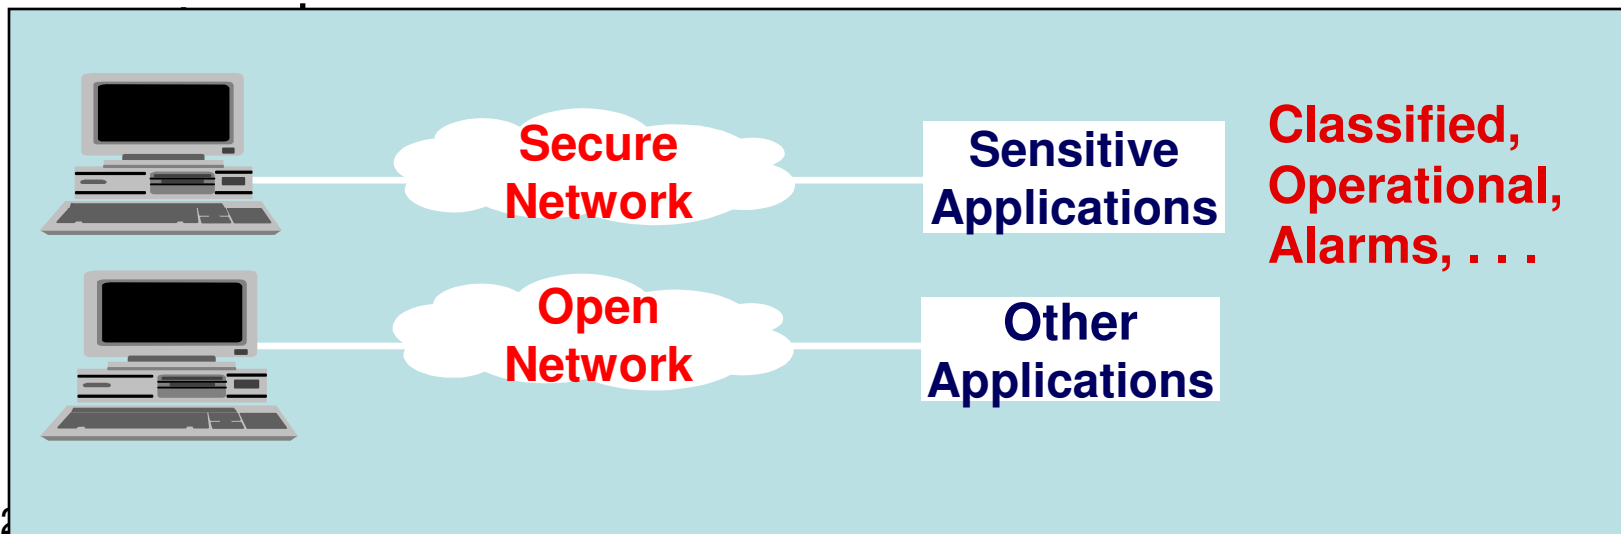 Secure
Network
Sensitive
Applications
Classified,
Operational,
Alarms, . . .
Open
Network
Other
Applications